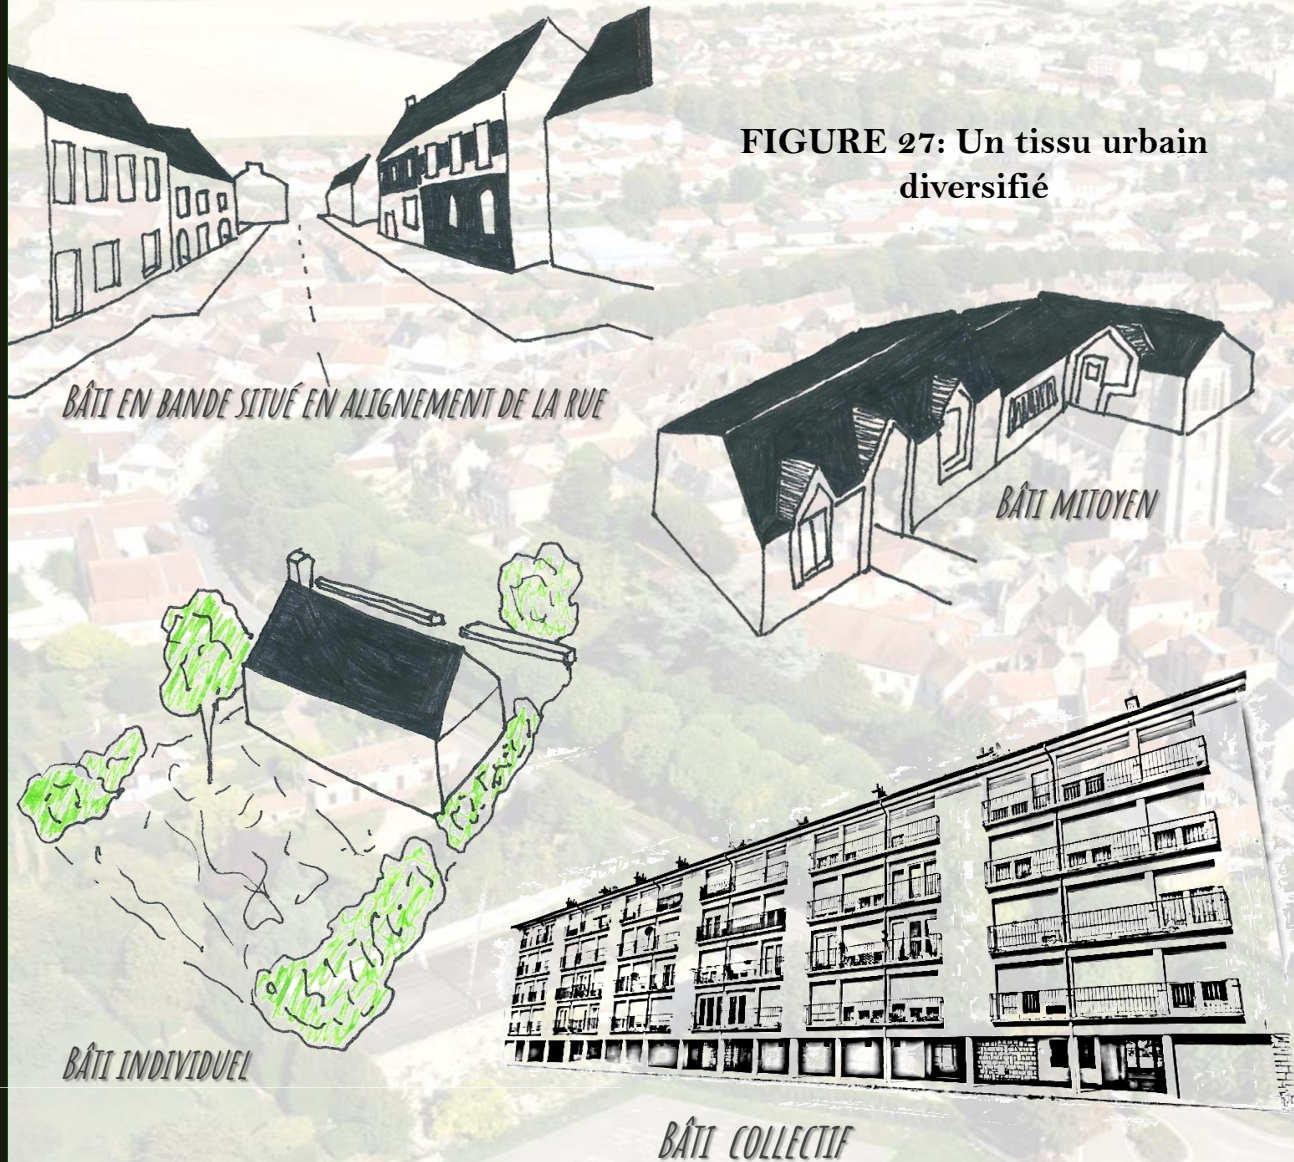 FIGURE 27: Un tissu urbain
diversifié
BÂTI EN BANDE SITUÉ EN ALIGNEMENT DE LA RUE
BÂTI MITOYEN
BÂTI INDIVIDUEL
BÂTI COLLECTIF